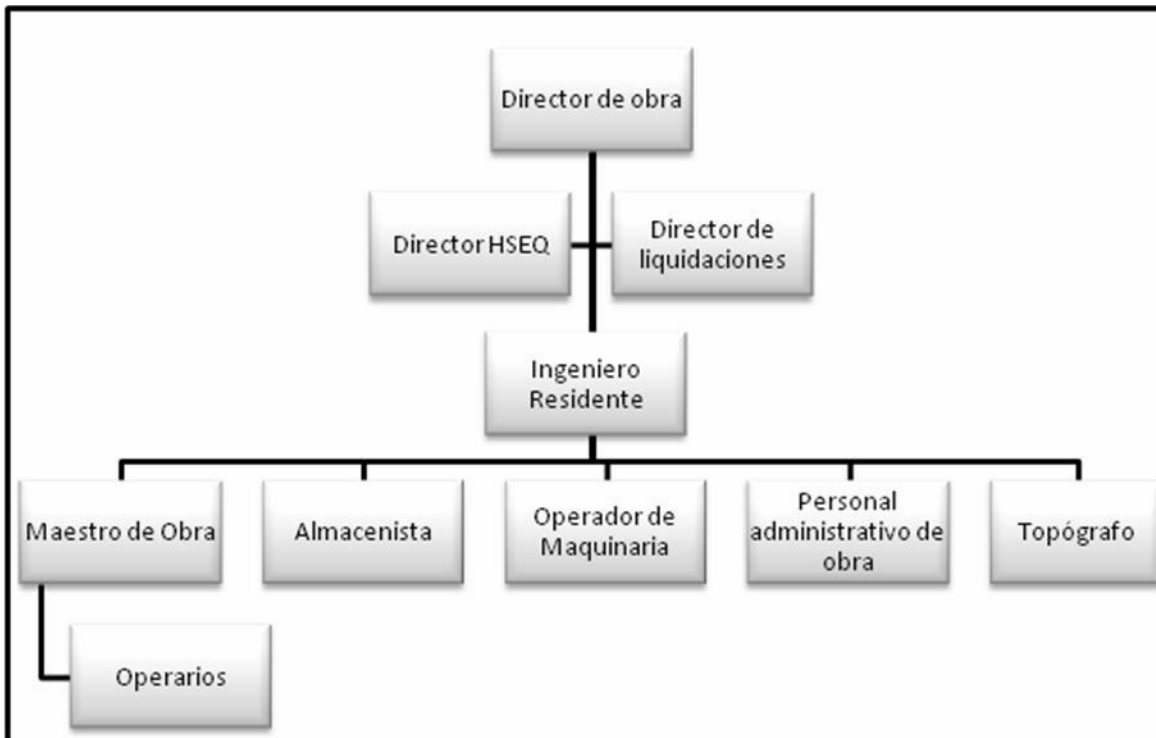 Director de obra
Director HSEQ
Director de
liquidaciones
Ingeniero
Residente
Maestro de Obra
Almacenista
Operador de
Maquinaria
Personal
administrativo de
obra
Topógrafo
Operarios